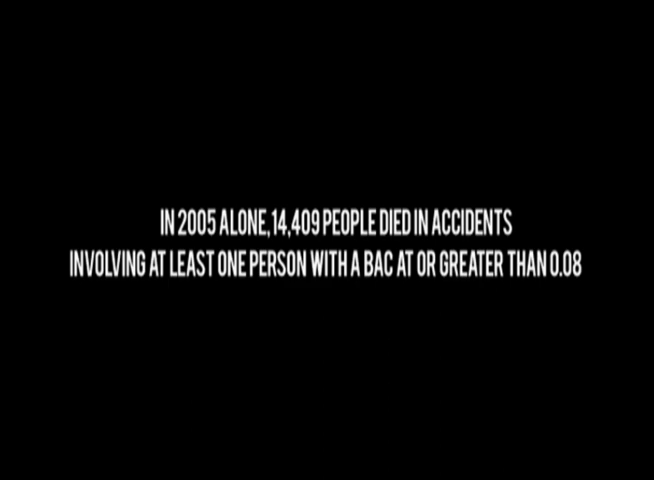 IN 2005 ALONE, 14,409 PEOPLE DIED IN ACCIDENTS
INVOLVING AT LEAST ONE PERSON WITH A BAC AT OR GREATER THAN 0.08